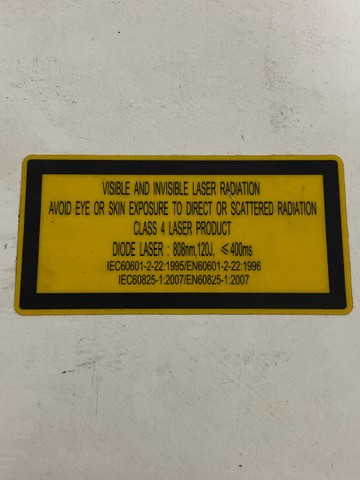 VISIBLE AND INVISIBLE LASER RADIATION
AVOID EYE OR SKIN EXPOSURE TO DIRECT OR SCATTERED RADIATION
CLASS 4 LASER PRODUCT
DIODE LASER : 808nm,120J, ≤400ms
IEC60601-2-22:1995/EN60601-2-22:1996
IEC60825-1:2007/EN60825-1:2007